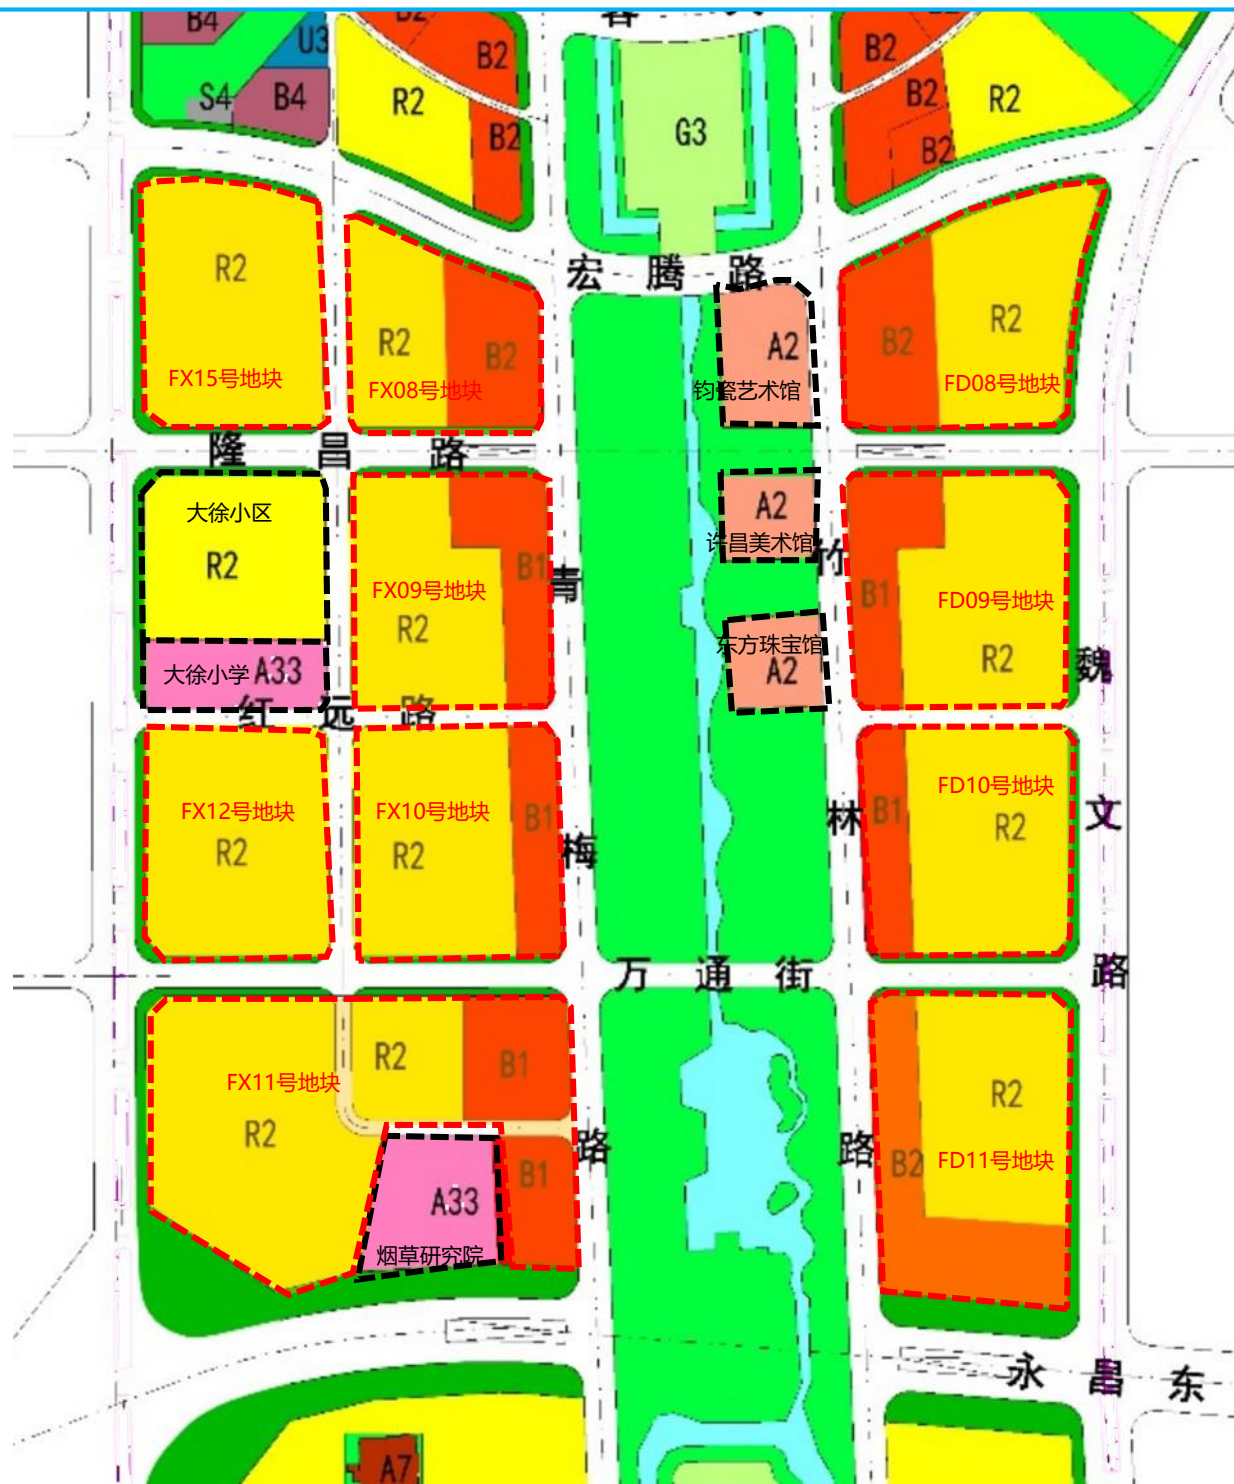 B4
B2
U3
B2
S4
B4
R2
B2
G3
B2
B2
R2
B2
R2
FX15号地块
R2
B2
FX08号地块
宏腾路
A2
钧瓷艺术馆
B2
R2
FD08号地块
隆昌路
大徐小区
R2
大徐小学
A33
FX09号地块
R2
B1
A2
许昌美术馆
东方珠宝馆
A2
B1
FD09号地块
R2
红远路
FX12号地块
R2
FX10号地块
R2
B1
青梅路
竹林路
B1
FD10号地块
R2
魏文路
万通街
FX11号地块
R2
R2
B1
B1
A33
烟草研究院
R2
B2
FD11号地块
永昌东
A7